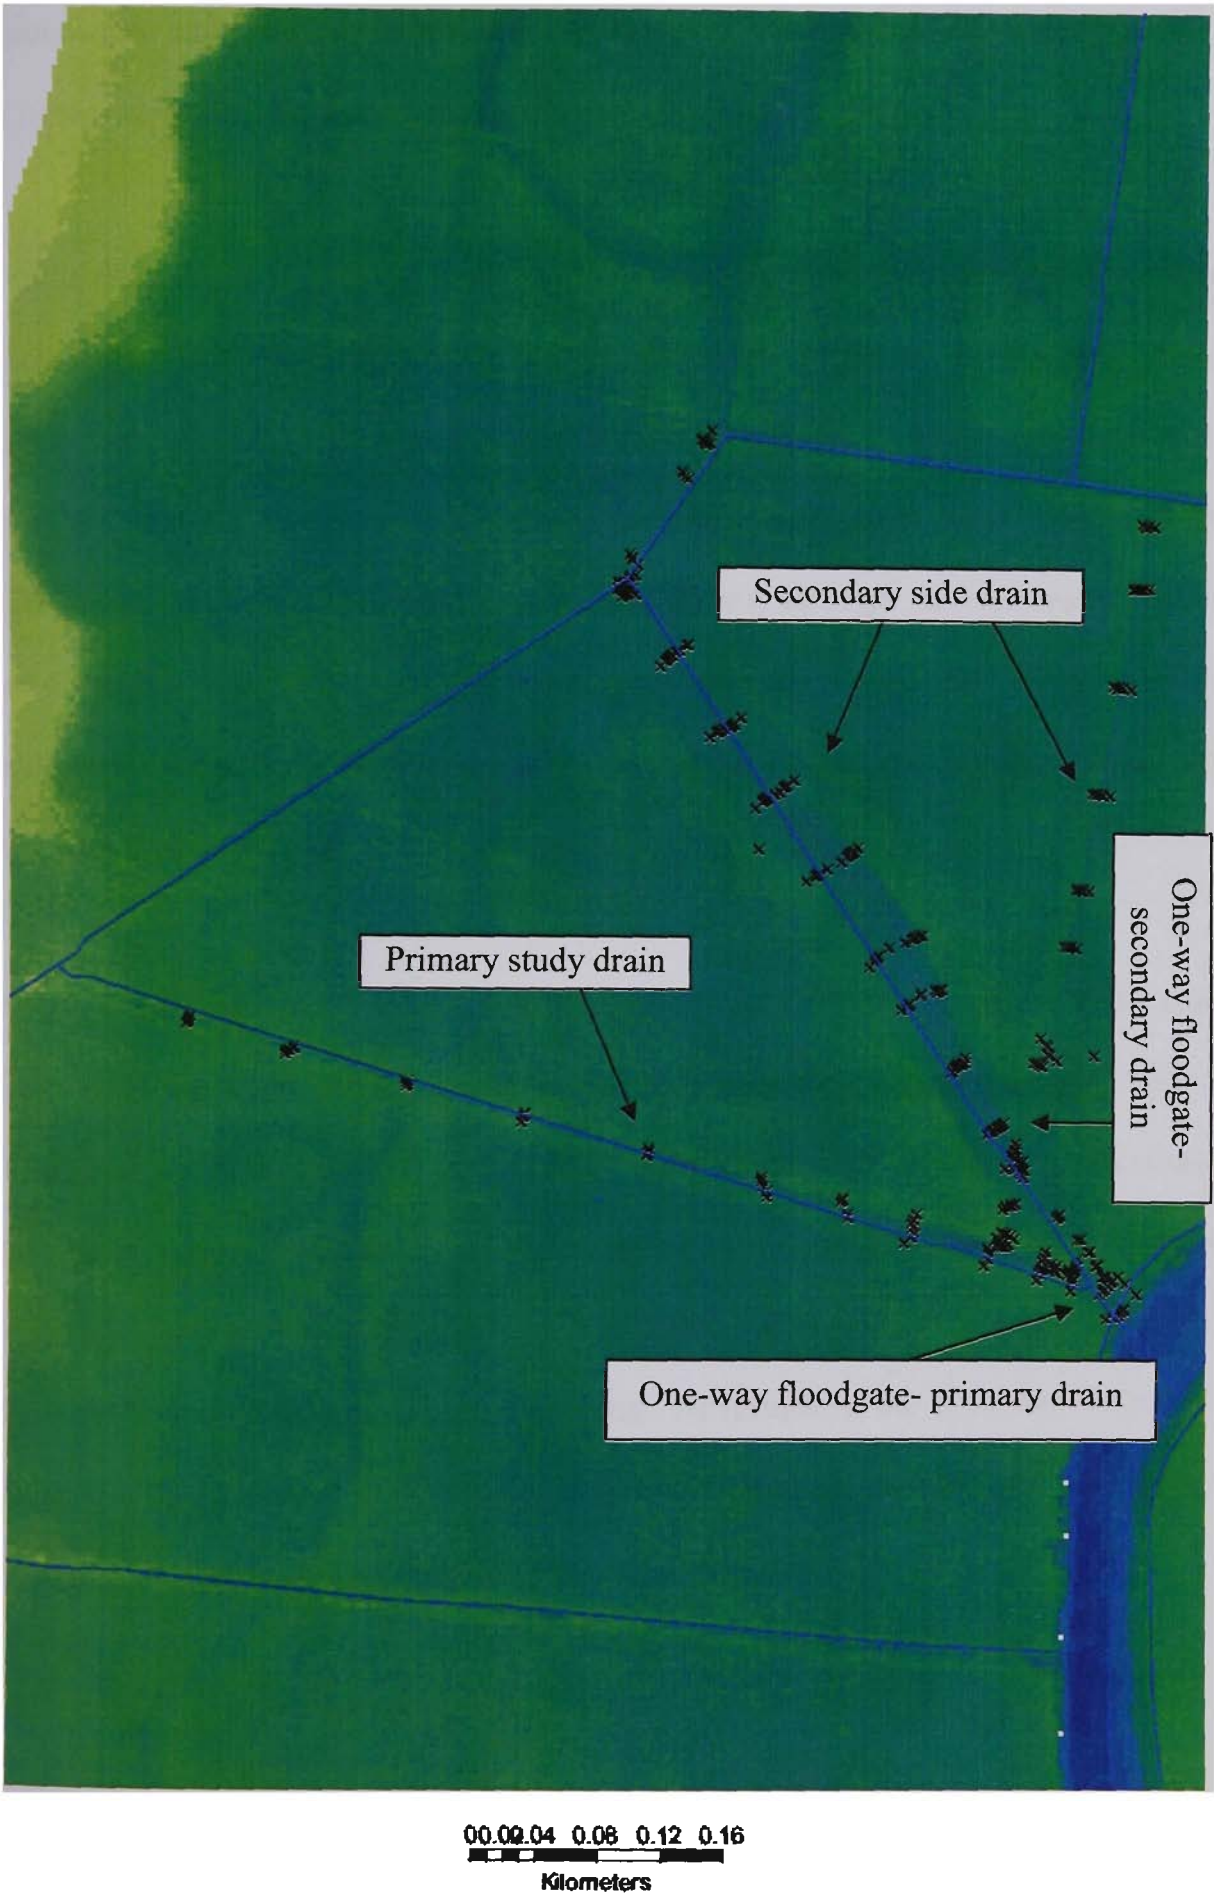 Secondary side drain
One-way floodgate-
secondary drain
Primary study drain
One-way floodgate- primary drain
0.04 0.08 0.12 0.16
Kilometers